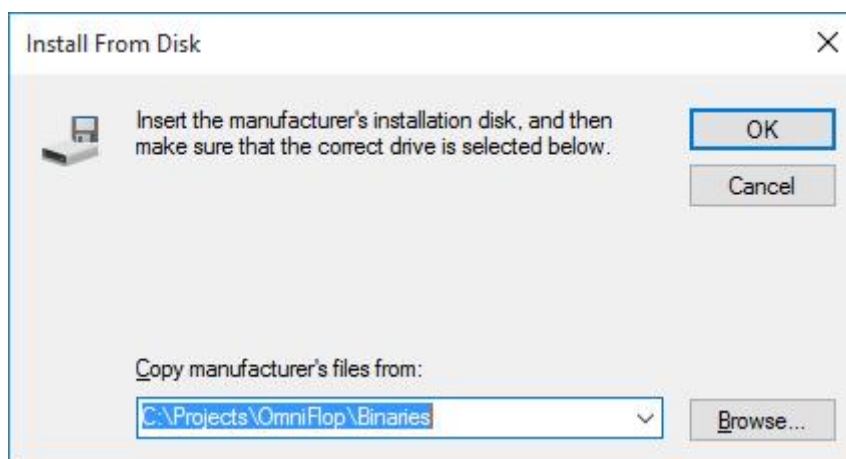 Install From Disk
Insert the manufacturer's installation disk, and then
make sure that the correct drive is selected below.
OK
Cancel
Copy manufacturer's files from:
C:\Projects\OmniFlop\Binaries
Browse...